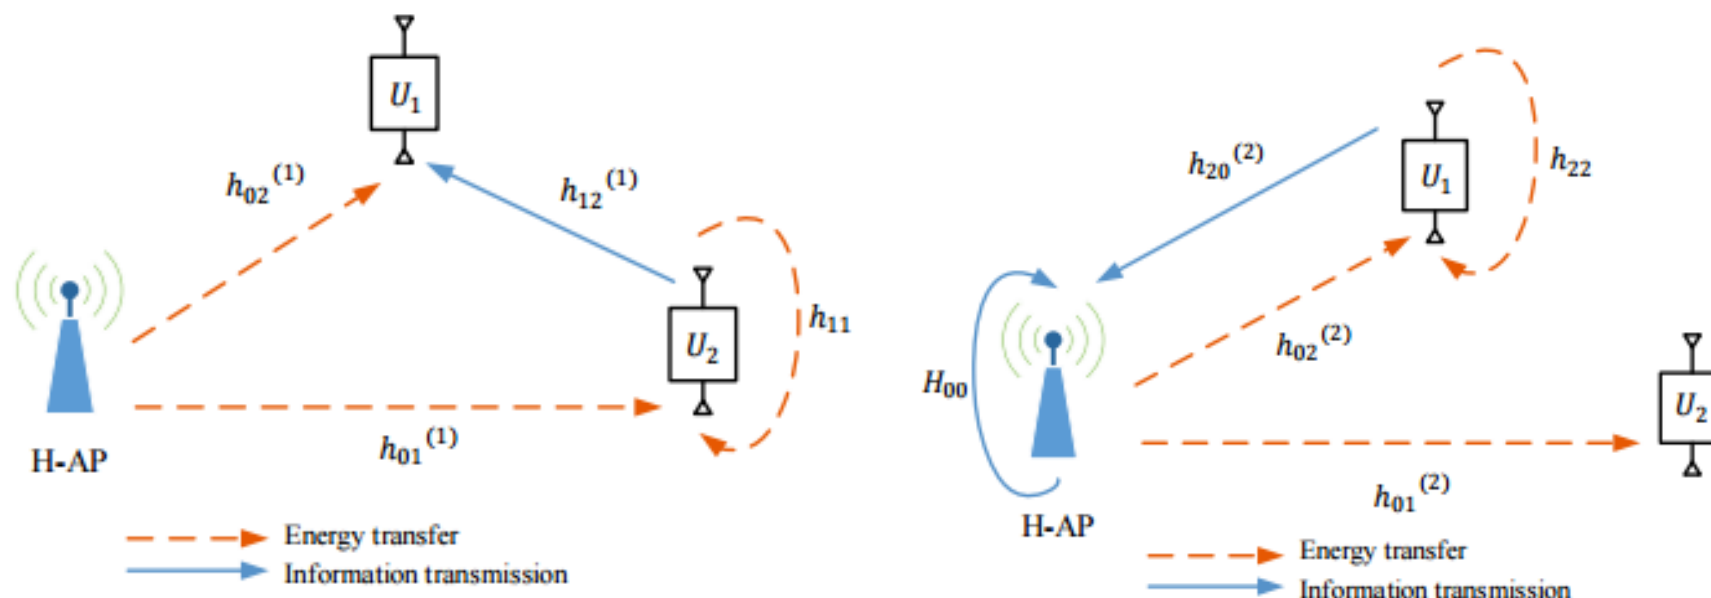 U₁
h₀₂⁽¹⁾
h₁₂⁽¹⁾
U₂
h₁₁
h₀₁⁽¹⁾
H-AP
Energy transfer
Information transmission
h₂₀⁽²⁾
U₁
h₂₂
h₀₂⁽²⁾
H₀₀
U₂
h₀₁⁽²⁾
H-AP
Energy transfer
Information transmission